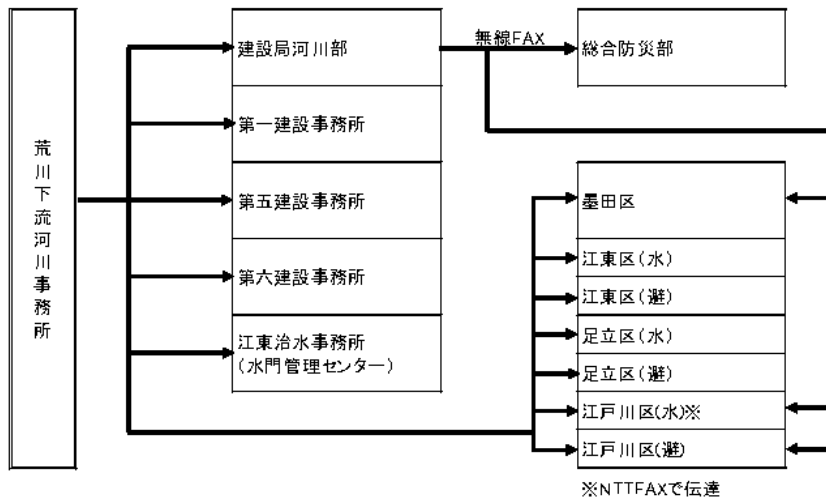 荒川下流河川事務所
建設局河川部
第一建設事務所
第五建設事務所
第六建設事務所
江東治水事務所
(水門管理センター)
無線FAX
総合防災部
墨田区
江東区(水)
江東区(避)
足立区(水)
足立区(避)
江戸川区(水)※
江戸川区(避)
※NTTFAXで伝達